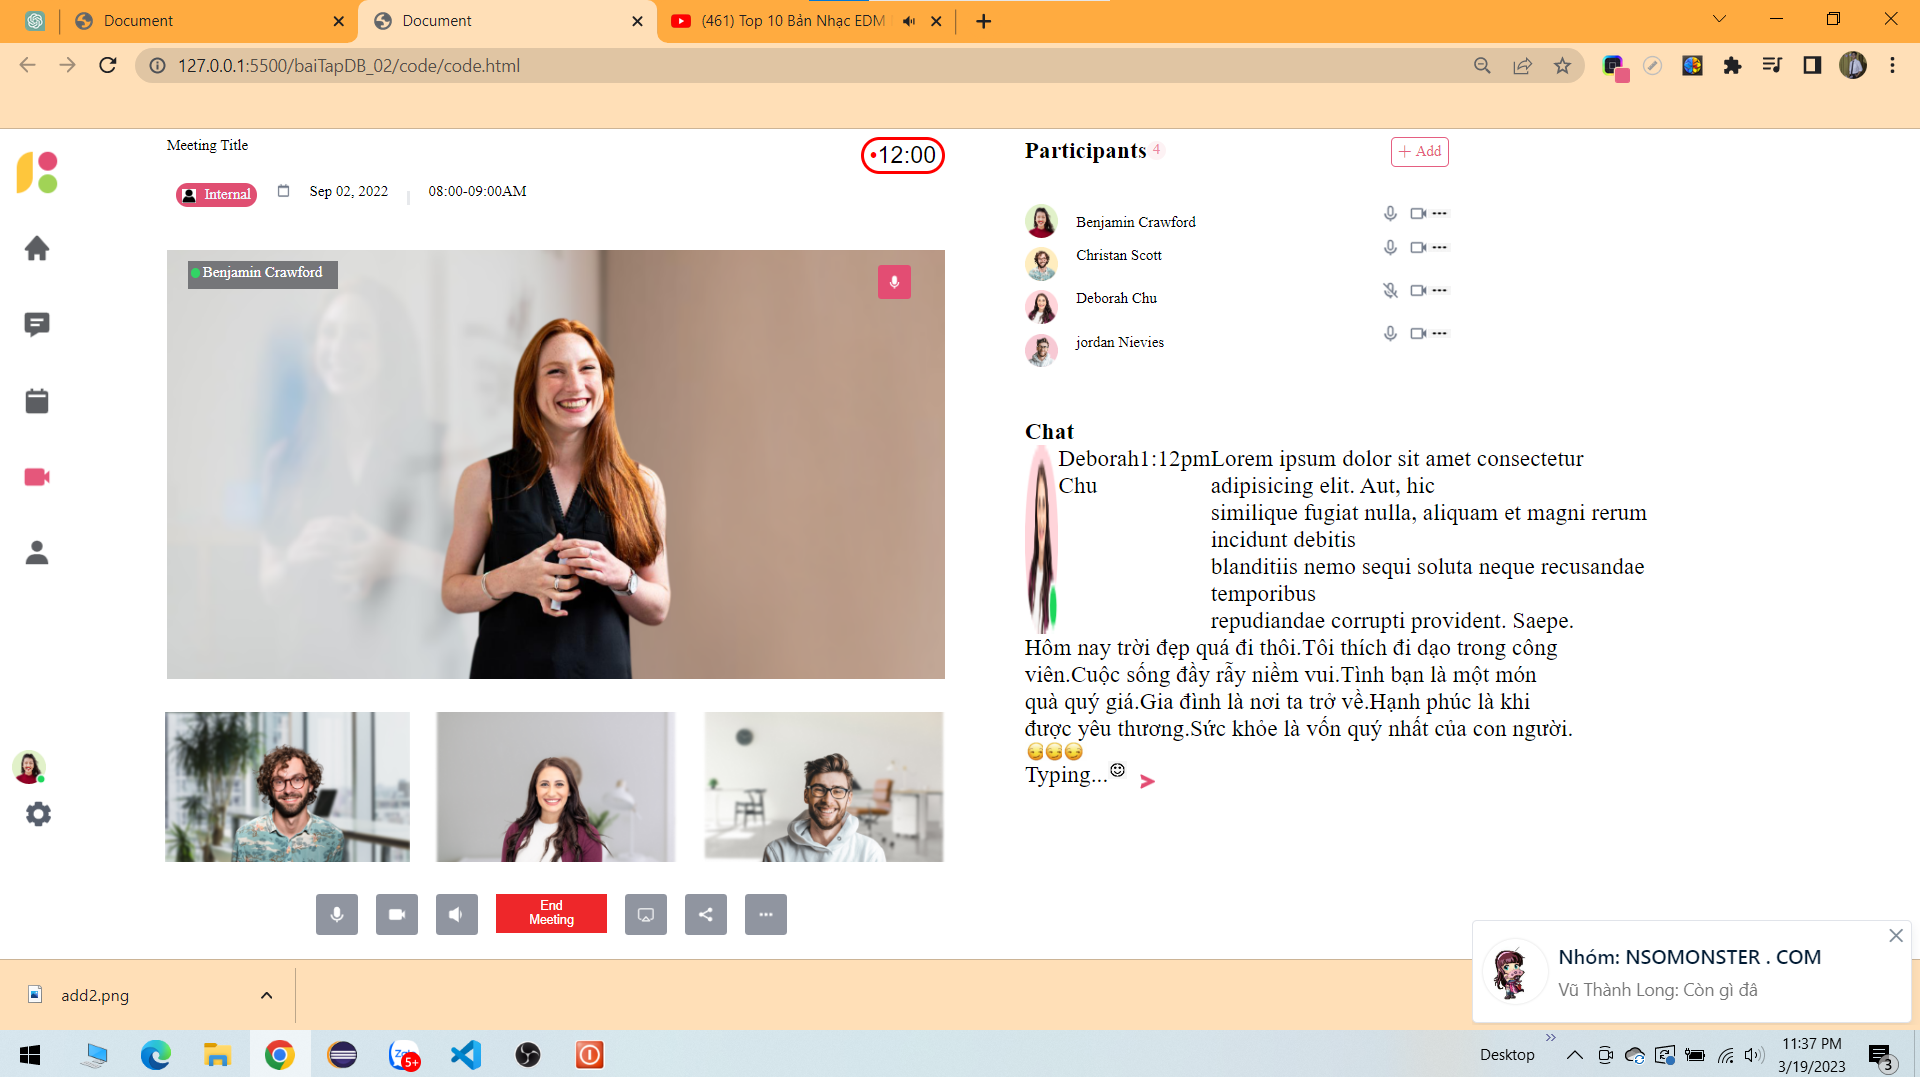 Document
Document
(461) Top 10 Bản Nhạc EDM
127.0.0.1:5500/baiTapDB_02/code/code.html
Meeting Title
12:00
Internal
Sep 02, 2022
08:00-09:00AM
Benjamin Crawford
End
Meeting
Participants 4
+ Add
Benjamin Crawford
Christan Scott
Deborah Chu
jordan Nievies
Chat
Deborah
Chu
1:12pm
Lorem ipsum dolor sit amet consectetur
adipisicing elit. Aut, hic
similique fugiat nulla, aliquam et magni rerum
incidunt debitis
blanditiis nemo sequi soluta neque recusandae
temporibus
repudiandae corrupti provident. Saepe.
Hôm nay trời đẹp quá đi thôi.Tôi thích đi dạo trong công
viên.Cuộc sống đầy rẫy niềm vui.Tình bạn là một món
quà quý giá.Gia đình là nơi ta trở về.Hạnh phúc là khi
được yêu thương.Sức khỏe là vốn quý nhất của con người.
😏😏😏
Typing...
Nhóm: NSOMONSTER . COM
Vũ Thành Long: Còn gì đâ
add2.png
5+
Desktop
11:37 PM
3/19/2023
3